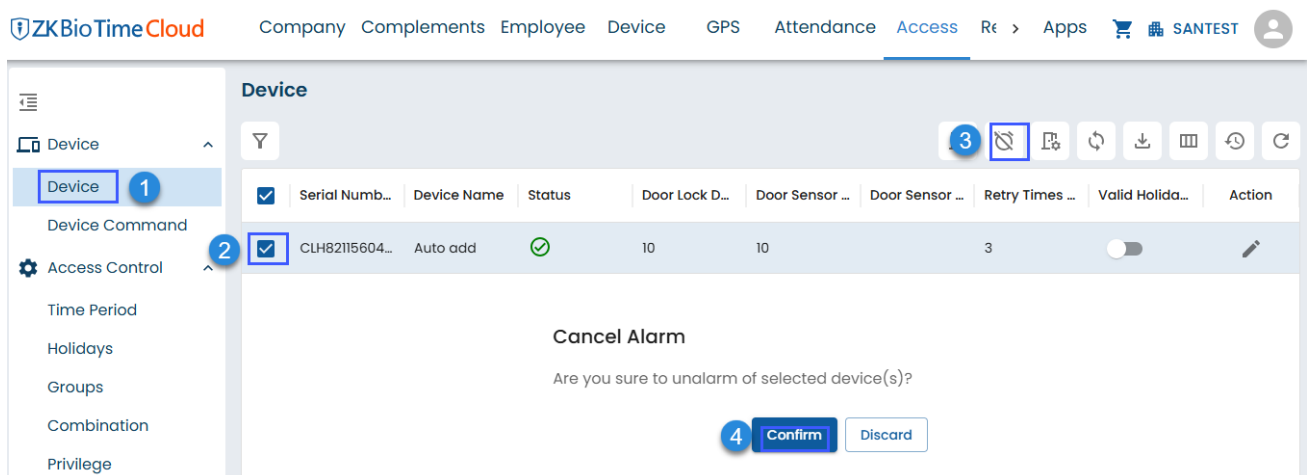 ZKBioTime Cloud Company Complements Employee Device GPS Attendance Access Re Apps SANTEST
Device
3
Device
Device 1
Serial Numb... Device Name Status Door Lock D... Door Sensor ... Door Sensor ... Retry Times ... Valid Holida... Action
Device Command
2 CLH82115604... Auto add 10 10 3
Access Control
Time Period
Holidays
Groups
Combination
Privilege
Cancel Alarm
Are you sure to unalarm of selected device(s)?
4 Confirm Discard